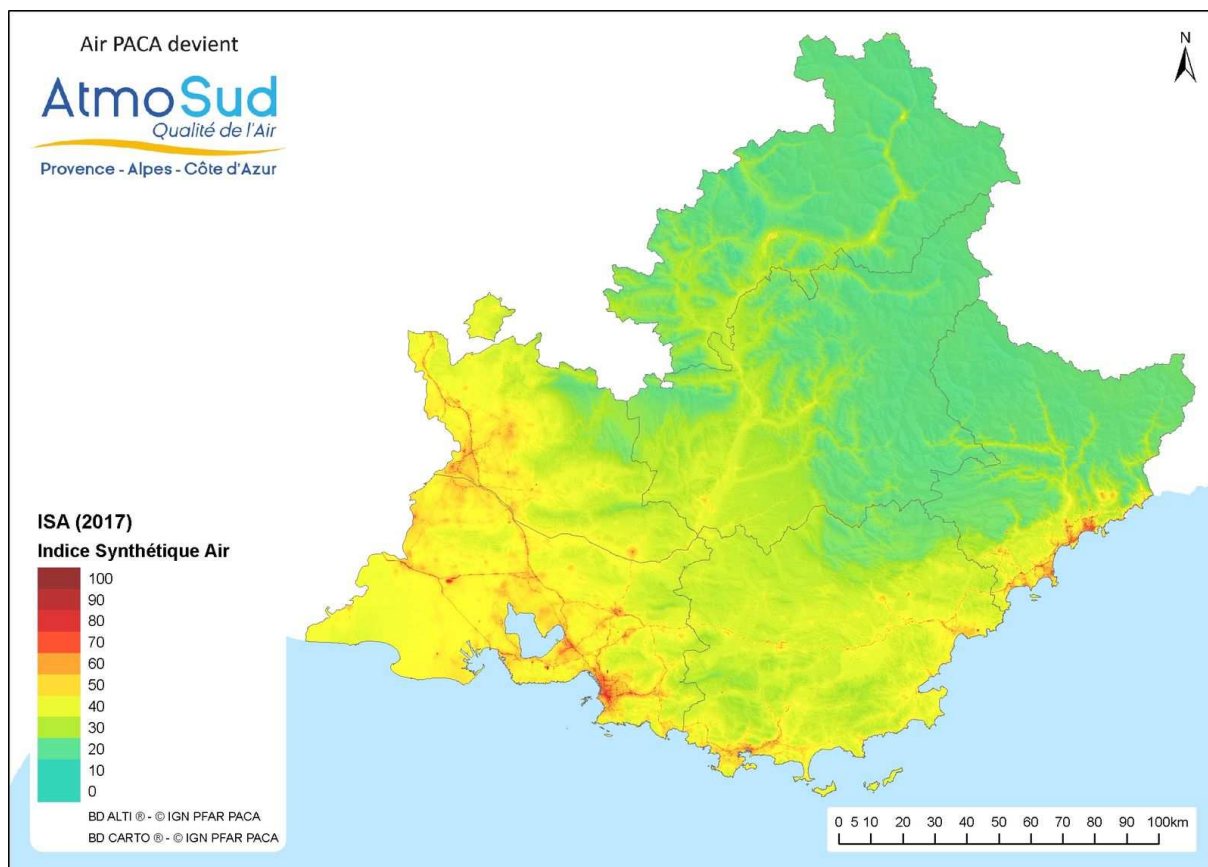 Air PACA devient
AtmoSud
Qualité de l'Air
Provence - Alpes - Côte d'Azur
N
ISA (2017)
Indice Synthétique Air
100
90
80
70
60
50
40
30
20
10
0
BD ALTI ® - © IGN PFAR PACA
BD CARTO ® - © IGN PFAR PACA
0 5 10 20 30 40 50 60 70 80 90 100km